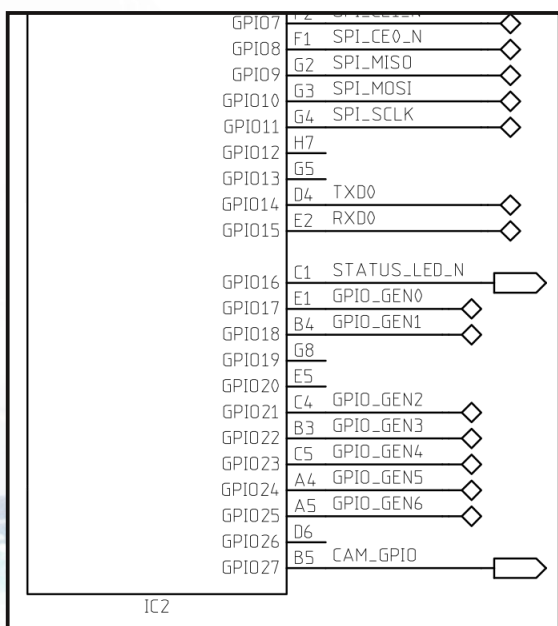 GPIO7
GPIO8 F1 SPI_CE0_N
GPIO9 G2 SPI_MISO
GPIO10 G3 SPI_MOSI
GPIO11 G4 SPI_SCLK
GPIO12 H7
GPIO13 G5
GPIO14 D4 TXD0
GPIO15 E2 RXD0
GPIO16 C1 STATUS_LED_N
GPIO17 E1 GPIO_GEN0
GPIO18 B4 GPIO_GEN1
GPIO19 G8
GPIO20 E5
GPIO21 C4 GPIO_GEN2
GPIO22 B3 GPIO_GEN3
GPIO23 C5 GPIO_GEN4
GPIO24 A4 GPIO_GEN5
GPIO25 A5 GPIO_GEN6
GPIO26 D6
GPIO27 B5 CAM_GPIO
IC2